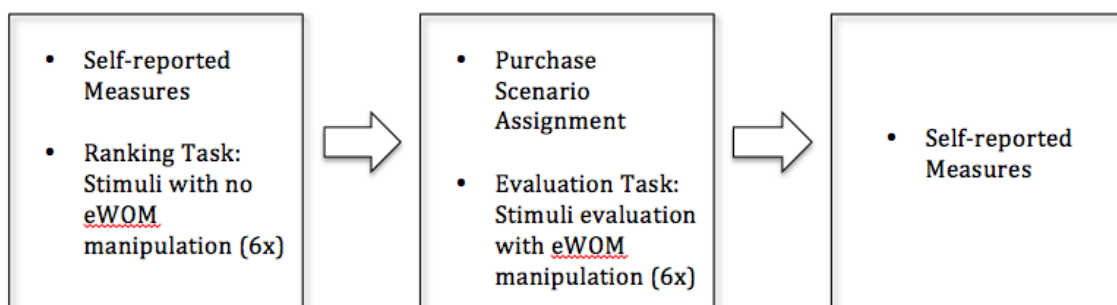 • Self-reported
Measures
• Ranking Task:
Stimuli with no
eWOM
manipulation (6x)
• Purchase
Scenario
Assignment
• Evaluation Task:
Stimuli evaluation
with eWOM
manipulation (6x)
• Self-reported
Measures